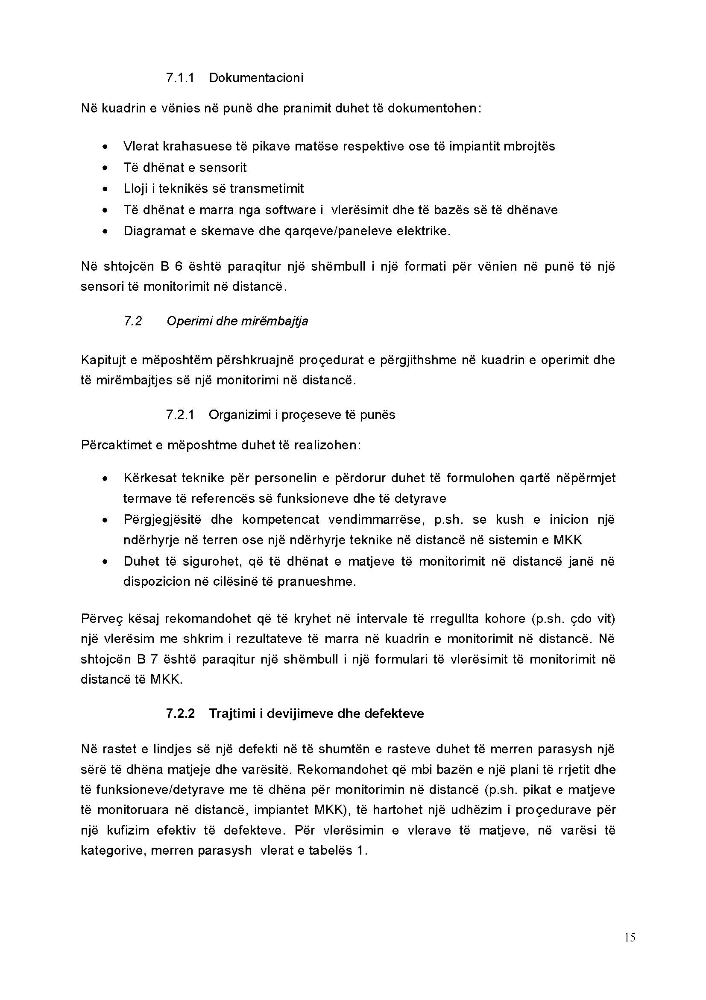 7.1.1 Dokumentacioni
Në kuadrin e vënies në punë dhe pranimit duhet të dokumentohen:
• Vlerat krahasuese të pikave matëse respektive ose të impiantit mbrojtës
• Të dhënat e sensorit
• Lloji i teknikës së transmetimit
• Të dhënat e marra nga software i vlerësimit dhe të bazës së të dhënave
• Diagramat e skemave dhe qarqeve/paneleve elektrike.
Në shtojcën B 6 është paraqitur një shëmbull i një formati për vënien në punë të një
sensori të monitorimit në distancë.
7.2 Operimi dhe mirëmbajtja
Kapitujt e mëposhtëm përshkruajnë proçedurat e përgjithshme në kuadrin e operimit dhe
të mirëmbajtjes së një monitorimi në distancë.
7.2.1 Organizimi i proçeseve të punës
Përcaktimet e mëposhtme duhet të realizohen:
• Kërkesat teknike për personelin e përdorur duhet të formulohen qartë nëpërmjet
termave të referencës së funksioneve dhe të detyrave
• Përgjegjësitë dhe kompetencat vendimmarrëse, p.sh. se kush e inicion një
ndërhyrje në terren ose një ndërhyrje teknike në distancë në sistemin e MKK
• Duhet të sigurohet, që të dhënat e matjeve të monitorimit në distancë janë në
dispozicion në cilësinë të pranueshme.
Përveç kësaj rekomandohet që të kryhet në intervale të rregullta kohore (p.sh. çdo vit)
një vlerësim me shkrim i rezultateve të marra në kuadrin e monitorimit në distancë. Në
shtojcën B 7 është paraqitur një shëmbull i një formulari të vlerësimit të monitorimit në
distancë të MKK.
7.2.2 Trajtimi i devijimeve dhe defekteve
Në rastet e lindjes së një defekti në të shumtën e rasteve duhet të merren parasysh një
sërë të dhëna matjeje dhe varësitë. Rekomandohet që mbi bazën e një plani të rrjetit dhe
të funksioneve/detyrave me të dhëna për monitorimin në distancë (p.sh. pikat e matjeve
të monitoruara në distancë, impiantet MKK), të hartohet një udhëzim i proçedurave për
një kufizim efektiv të defekteve. Për vlerësimin e vlerave të matjeve, në varësi të
kategorive, merren parasysh vlerat e tabelës 1.
15